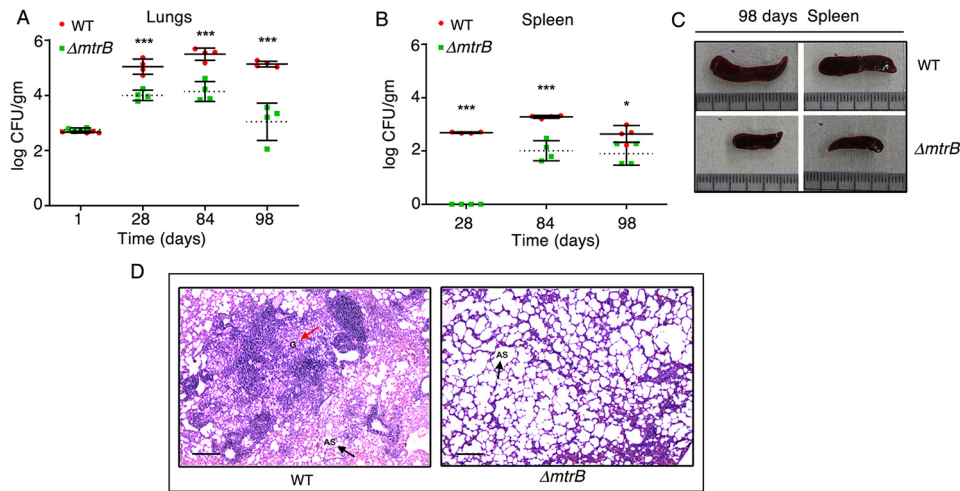 A
Lungs
WT
ΔmtrB
***
***
***
log CFU/gm
6
4
2
0
1
28
84
98
Time (days)
B
Spleen
WT
ΔmtrB
***
***
*
log CFU/gm
6
4
2
0
28
84
98
Time (days)
C
98 days Spleen
WT
ΔmtrB
D
G
AS
WT
AS
ΔmtrB